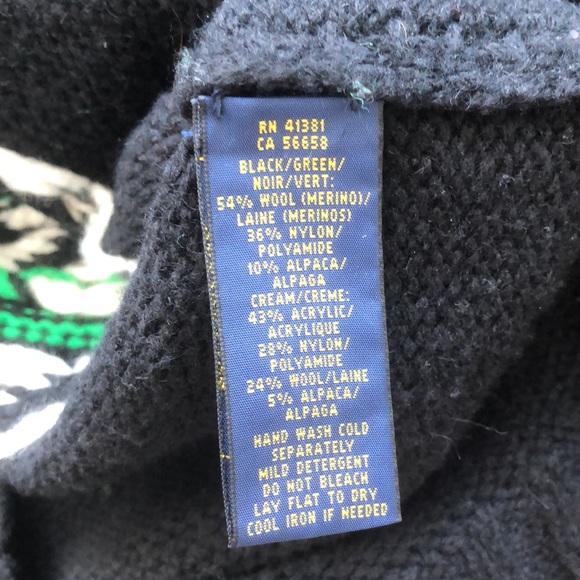 RN 41381
CA 56658
BLACK/GREEN/
NOIR/VERT:
54% WOOL (MERINO)/
LAINE (MERINOS)
36% NYLON/
POLYAMIDE
10% ALPACA/
ALPAGA
CREAM/CREME:
43% ACRYLIC/
ACRYLIQUE
28% NYLON/
POLYAMIDE
24% WOOL/LAINE
5% ALPACA/
ALPAGA
HAND WASH COLD
SEPARATELY
MILD DETERGENT
DO NOT BLEACH
LAY FLAT TO DRY
COOL IRON IF NEEDED